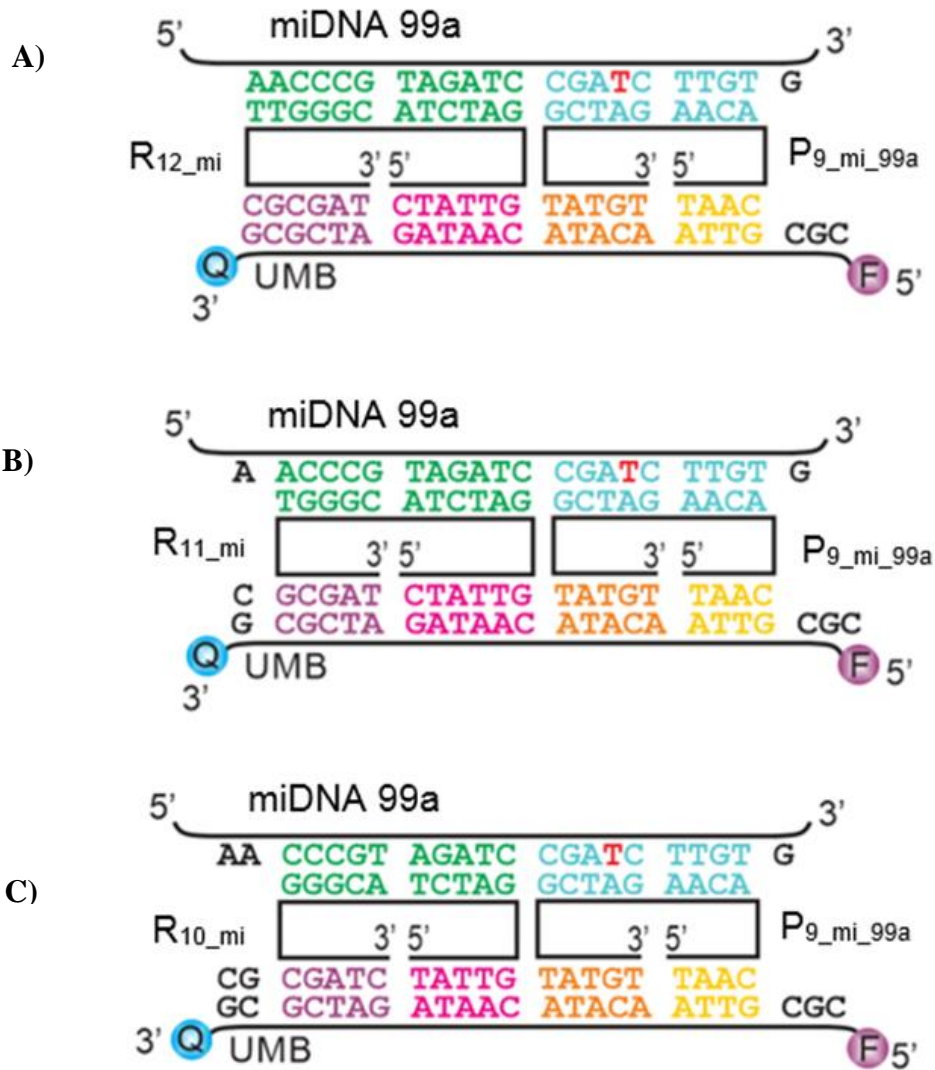 A)
5’ miDNA 99a 3’
AACCCG TAGATC CGATC TTGT G
TTGGGC ATCTAG GCTAG AACA
R12_mi 3’ 5’ 3’ 5’ P9_mi_99a
CGCGAT CTATTG TATGT TAAC
GCGCTA GATAAC ATACA ATTG CGC
Q UMB F 5’
3’
B)
5’ miDNA 99a 3’
A ACCCG TAGATC CGATC TTGT G
TGGGC ATCTAG GCTAG AACA
R11_mi 3’ 5’ 3’ 5’ P9_mi_99a
C GCGAT CTATTG TATGT TAAC
G CGCTA GATAAC ATACA ATTG CGC
Q UMB F 5’
3’
C)
5’ miDNA 99a 3’
AA CCCGT AGATC CGATC TTGT G
GGGCA TCTAG GCTAG AACA
R10_mi 3’ 5’ 3’ 5’ P9_mi_99a
CG CGATC TATTG TATGT TAAC
GC GCTAG ATAAC ATACA ATTG CGC
3’ Q UMB F 5’